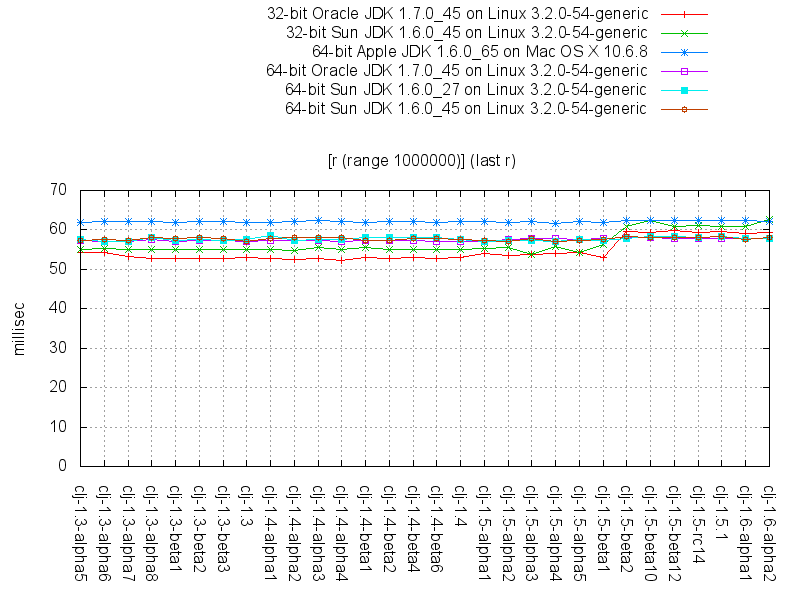 32-bit Oracle JDK 1.7.0_45 on Linux 3.2.0-54-generic
32-bit Sun JDK 1.6.0_45 on Linux 3.2.0-54-generic
64-bit Apple JDK 1.6.0_65 on Mac OS X 10.6.8
64-bit Oracle JDK 1.7.0_45 on Linux 3.2.0-54-generic
64-bit Sun JDK 1.6.0_27 on Linux 3.2.0-54-generic
64-bit Sun JDK 1.6.0_45 on Linux 3.2.0-54-generic
[r (range 1000000)] (last r)
70
60
50
40
30
20
10
0
millisec
clj-1.3-alpha5
clj-1.3-alpha6
clj-1.3-alpha7
clj-1.3-alpha8
clj-1.3-beta1
clj-1.3-beta2
clj-1.3-beta3
clj-1.3
clj-1.4-alpha1
clj-1.4-alpha2
clj-1.4-alpha3
clj-1.4-alpha4
clj-1.4-beta1
clj-1.4-beta2
clj-1.4-beta4
clj-1.4-beta6
clj-1.4
clj-1.5-alpha1
clj-1.5-alpha2
clj-1.5-alpha3
clj-1.5-alpha4
clj-1.5-alpha5
clj-1.5-beta1
clj-1.5-beta2
clj-1.5-beta10
clj-1.5-beta12
clj-1.5-rc14
clj-1.5.1
clj-1.6-alpha1
clj-1.6-alpha2